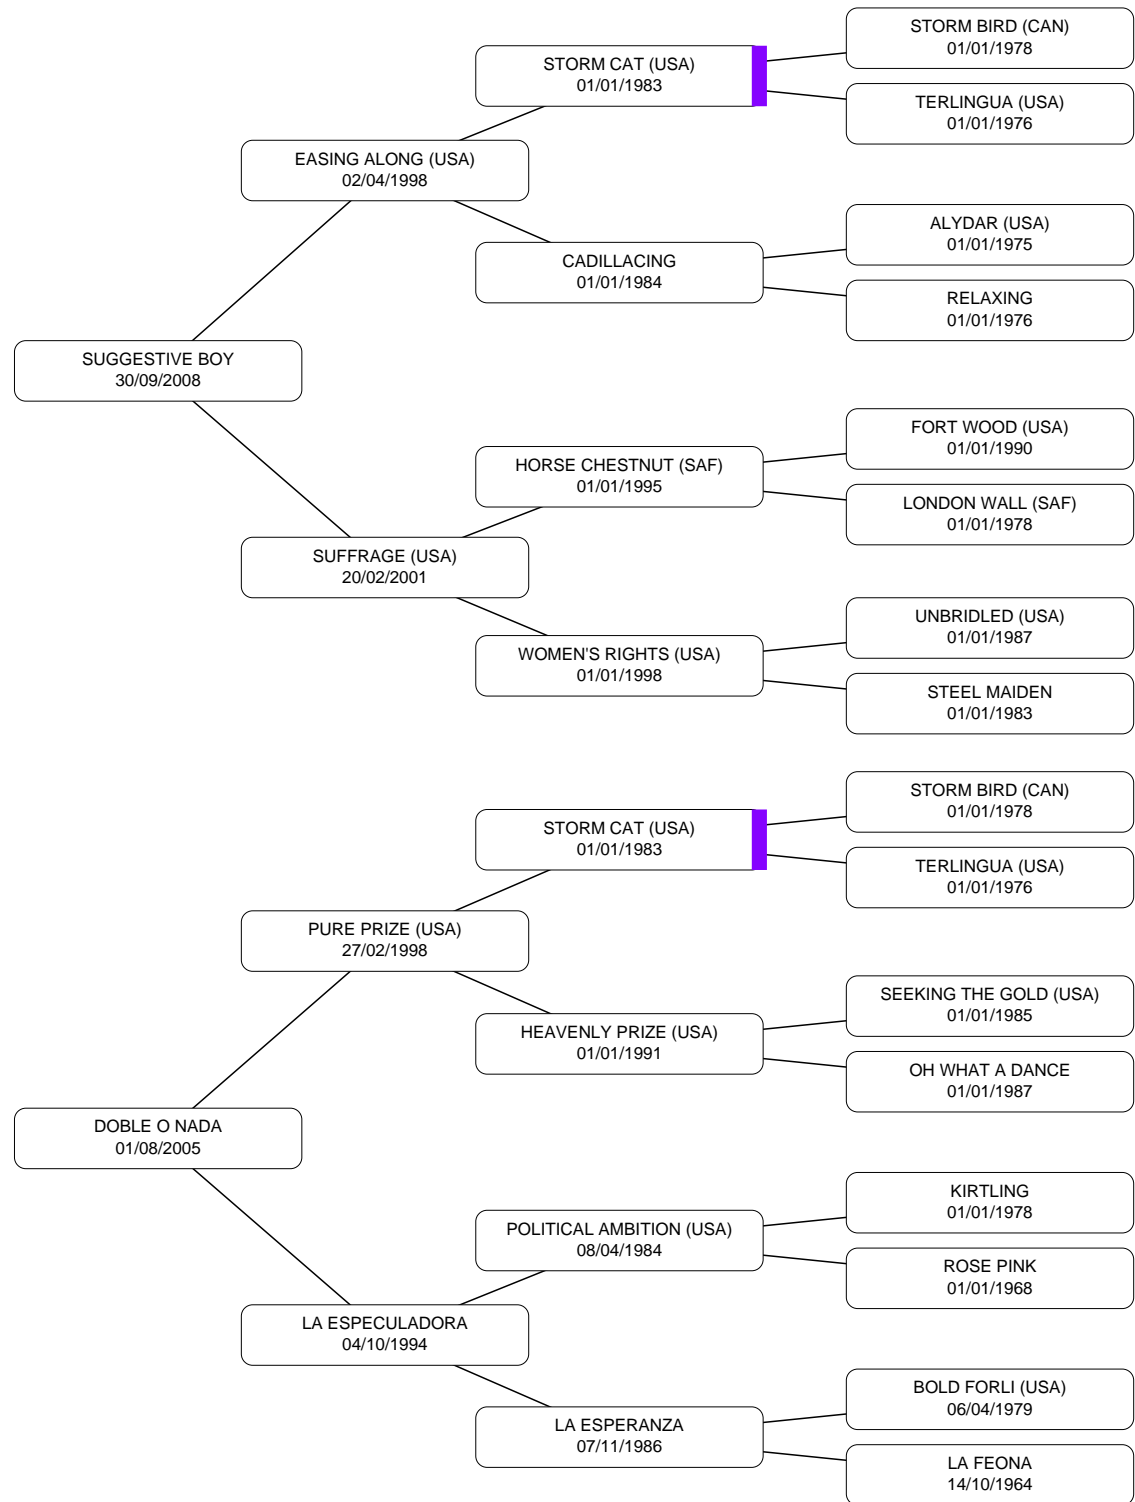 STORM BIRD (CAN)
01/01/1978
STORM CAT (USA)
01/01/1983
TERLINGUA (USA)
01/01/1976
EASING ALONG (USA)
02/04/1998
ALYDAR (USA)
01/01/1975
CADILLACING
01/01/1984
RELAXING
01/01/1976
SUGGESTIVE BOY
30/09/2008
FORT WOOD (USA)
01/01/1990
HORSE CHESTNUT (SAF)
01/01/1995
LONDON WALL (SAF)
01/01/1978
SUFFRAGE (USA)
20/02/2001
UNBRIDLED (USA)
01/01/1987
WOMEN'S RIGHTS (USA)
01/01/1998
STEEL MAIDEN
01/01/1983
STORM BIRD (CAN)
01/01/1978
STORM CAT (USA)
01/01/1983
TERLINGUA (USA)
01/01/1976
PURE PRIZE (USA)
27/02/1998
SEEKING THE GOLD (USA)
01/01/1985
HEAVENLY PRIZE (USA)
01/01/1991
OH WHAT A DANCE
01/01/1987
DOBLE O NADA
01/08/2005
KIRTLING
01/01/1978
POLITICAL AMBITION (USA)
08/04/1984
ROSE PINK
01/01/1968
LA ESPECULADORA
04/10/1994
BOLD FORLI (USA)
06/04/1979
LA ESPERANZA
07/11/1986
LA FEONA
14/10/1964